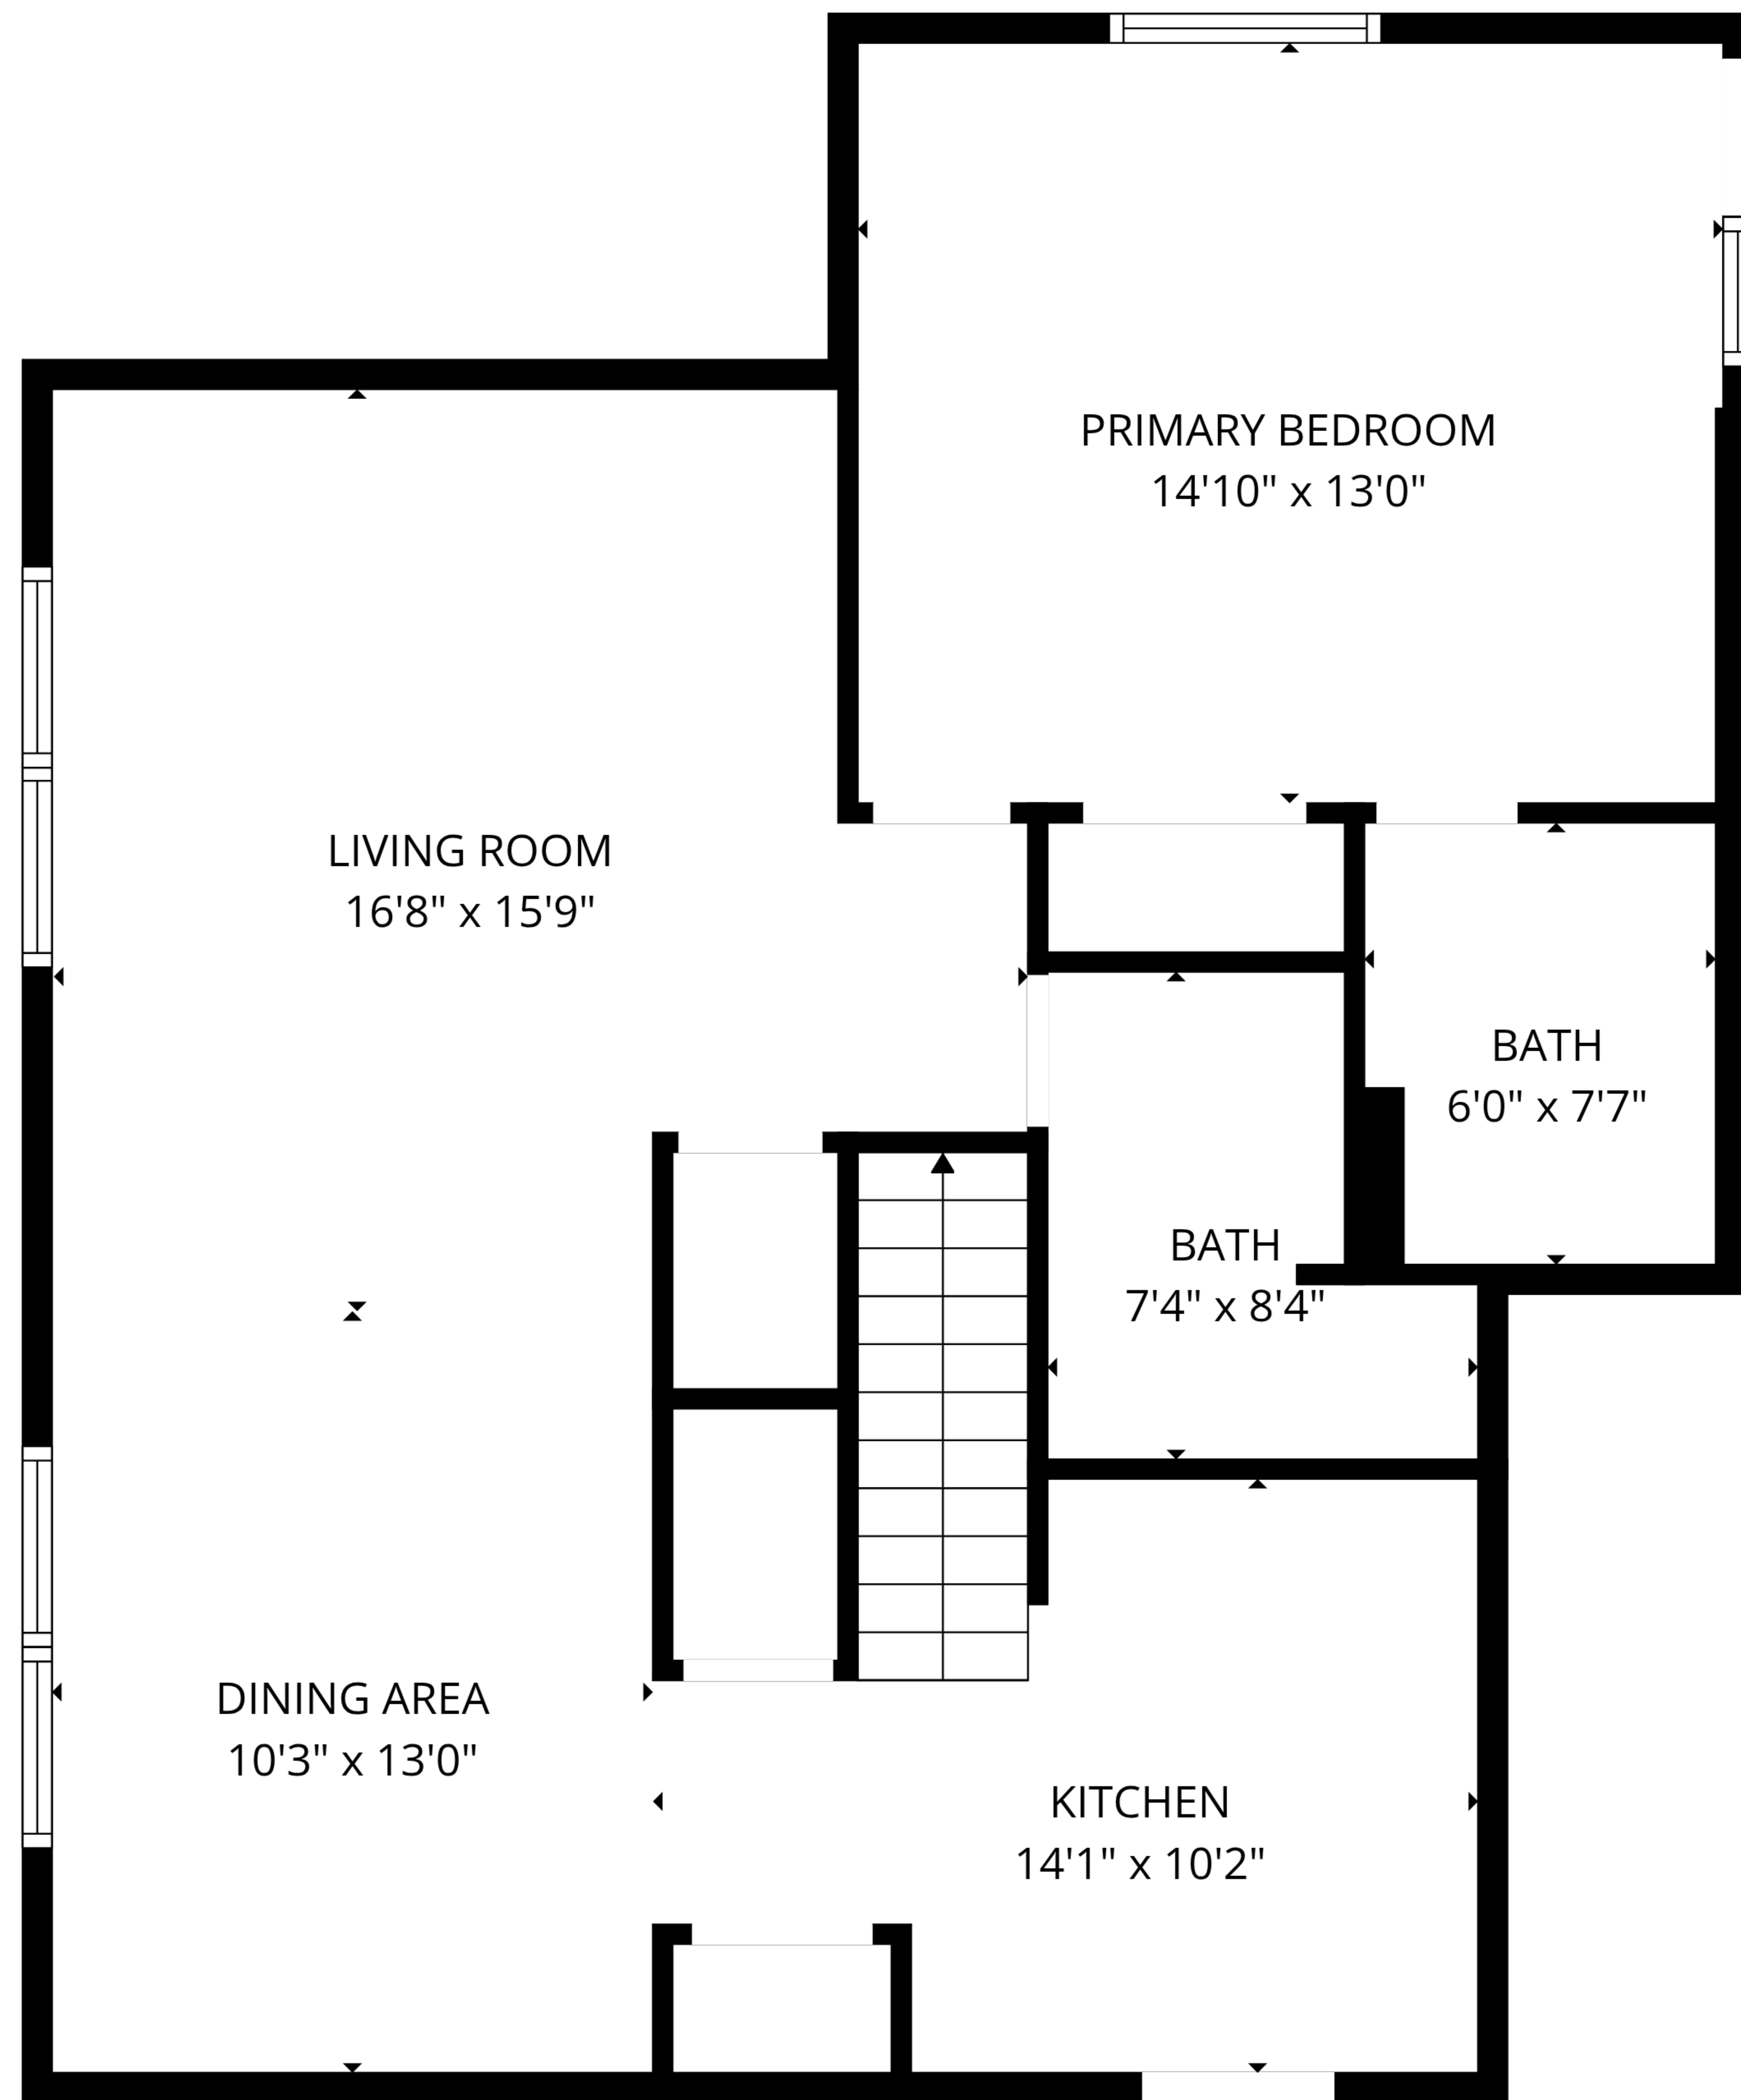 PRIMARY BEDROOM
14'10" x 13'0"
LIVING ROOM
16'8" x 15'9"
BATH
6'0" x 7'7"
BATH
7'4" x 8'4"
DINING AREA
10'3" x 13'0"
KITCHEN
14'1" x 10'2"